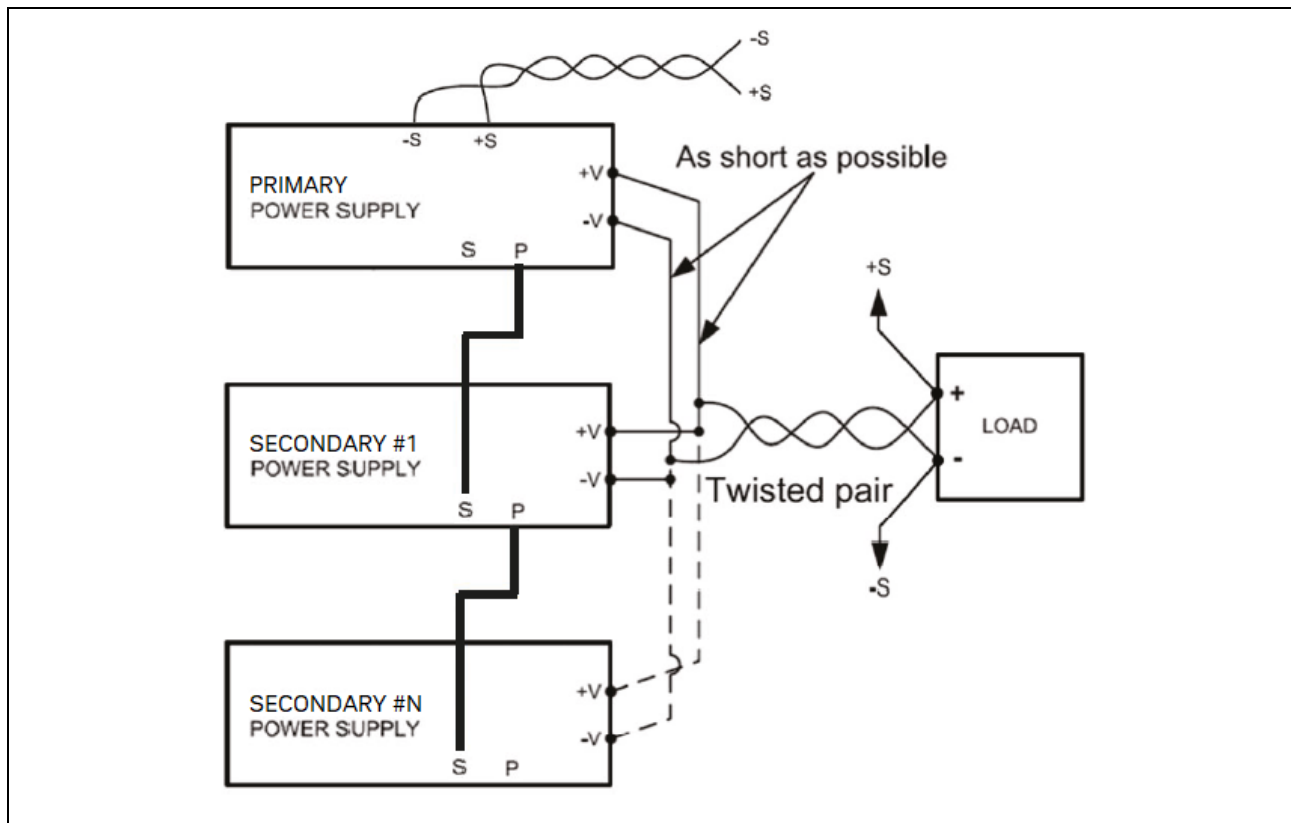 -S
+S
-S +S
PRIMARY
POWER SUPPLY
+V
-V
S P
As short as possible
+S
SECONDARY #1
POWER SUPPLY
+V
-V
S P
Twisted pair
+
-
LOAD
-S
SECONDARY #N
POWER SUPPLY
+V
-V
S P